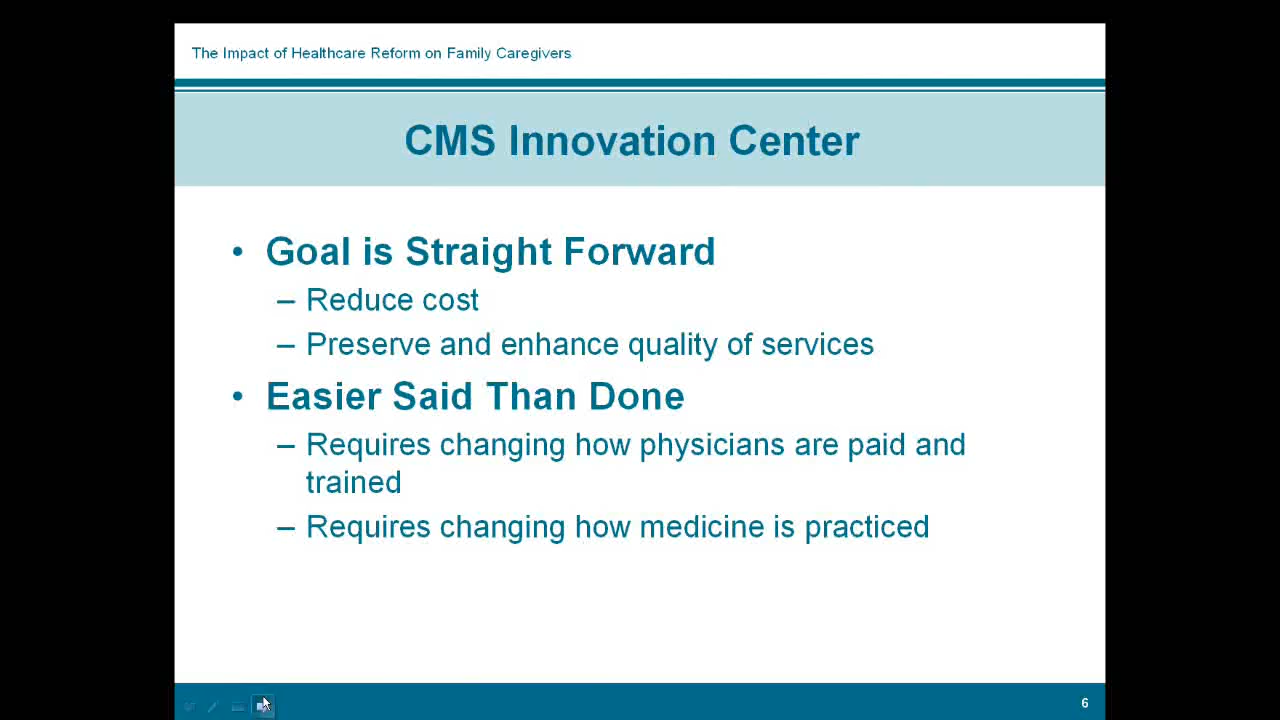 The Impact of Healthcare Reform on Family Caregivers
CMS Innovation Center
• Goal is Straight Forward
– Reduce cost
– Preserve and enhance quality of services
• Easier Said Than Done
– Requires changing how physicians are paid and
trained
– Requires changing how medicine is practiced
6